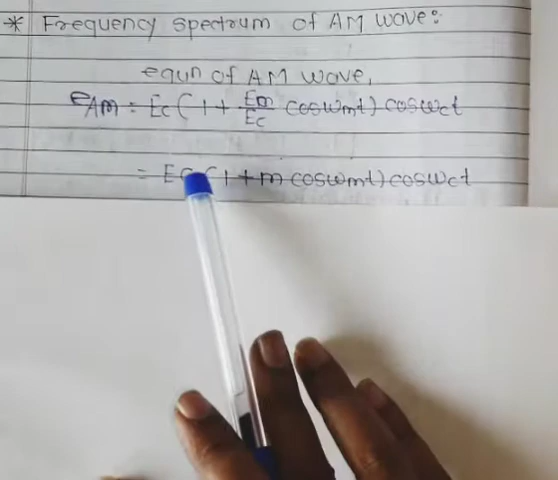 * Frequency spectrum of AM wave:
equn of AM wave,
eAM = Ec(1 + Em/Ec coswmt) coswct
= Ec(1 + m coswmt) coswct